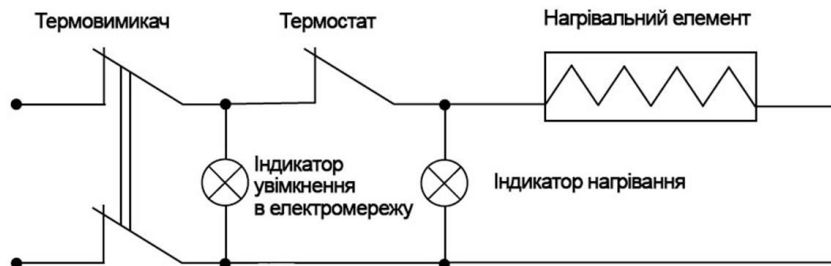 Термовимикач
Термостат
Нагрівальний елемент
Індикатор
увімкнення
в електромережу
Індикатор нагрівання